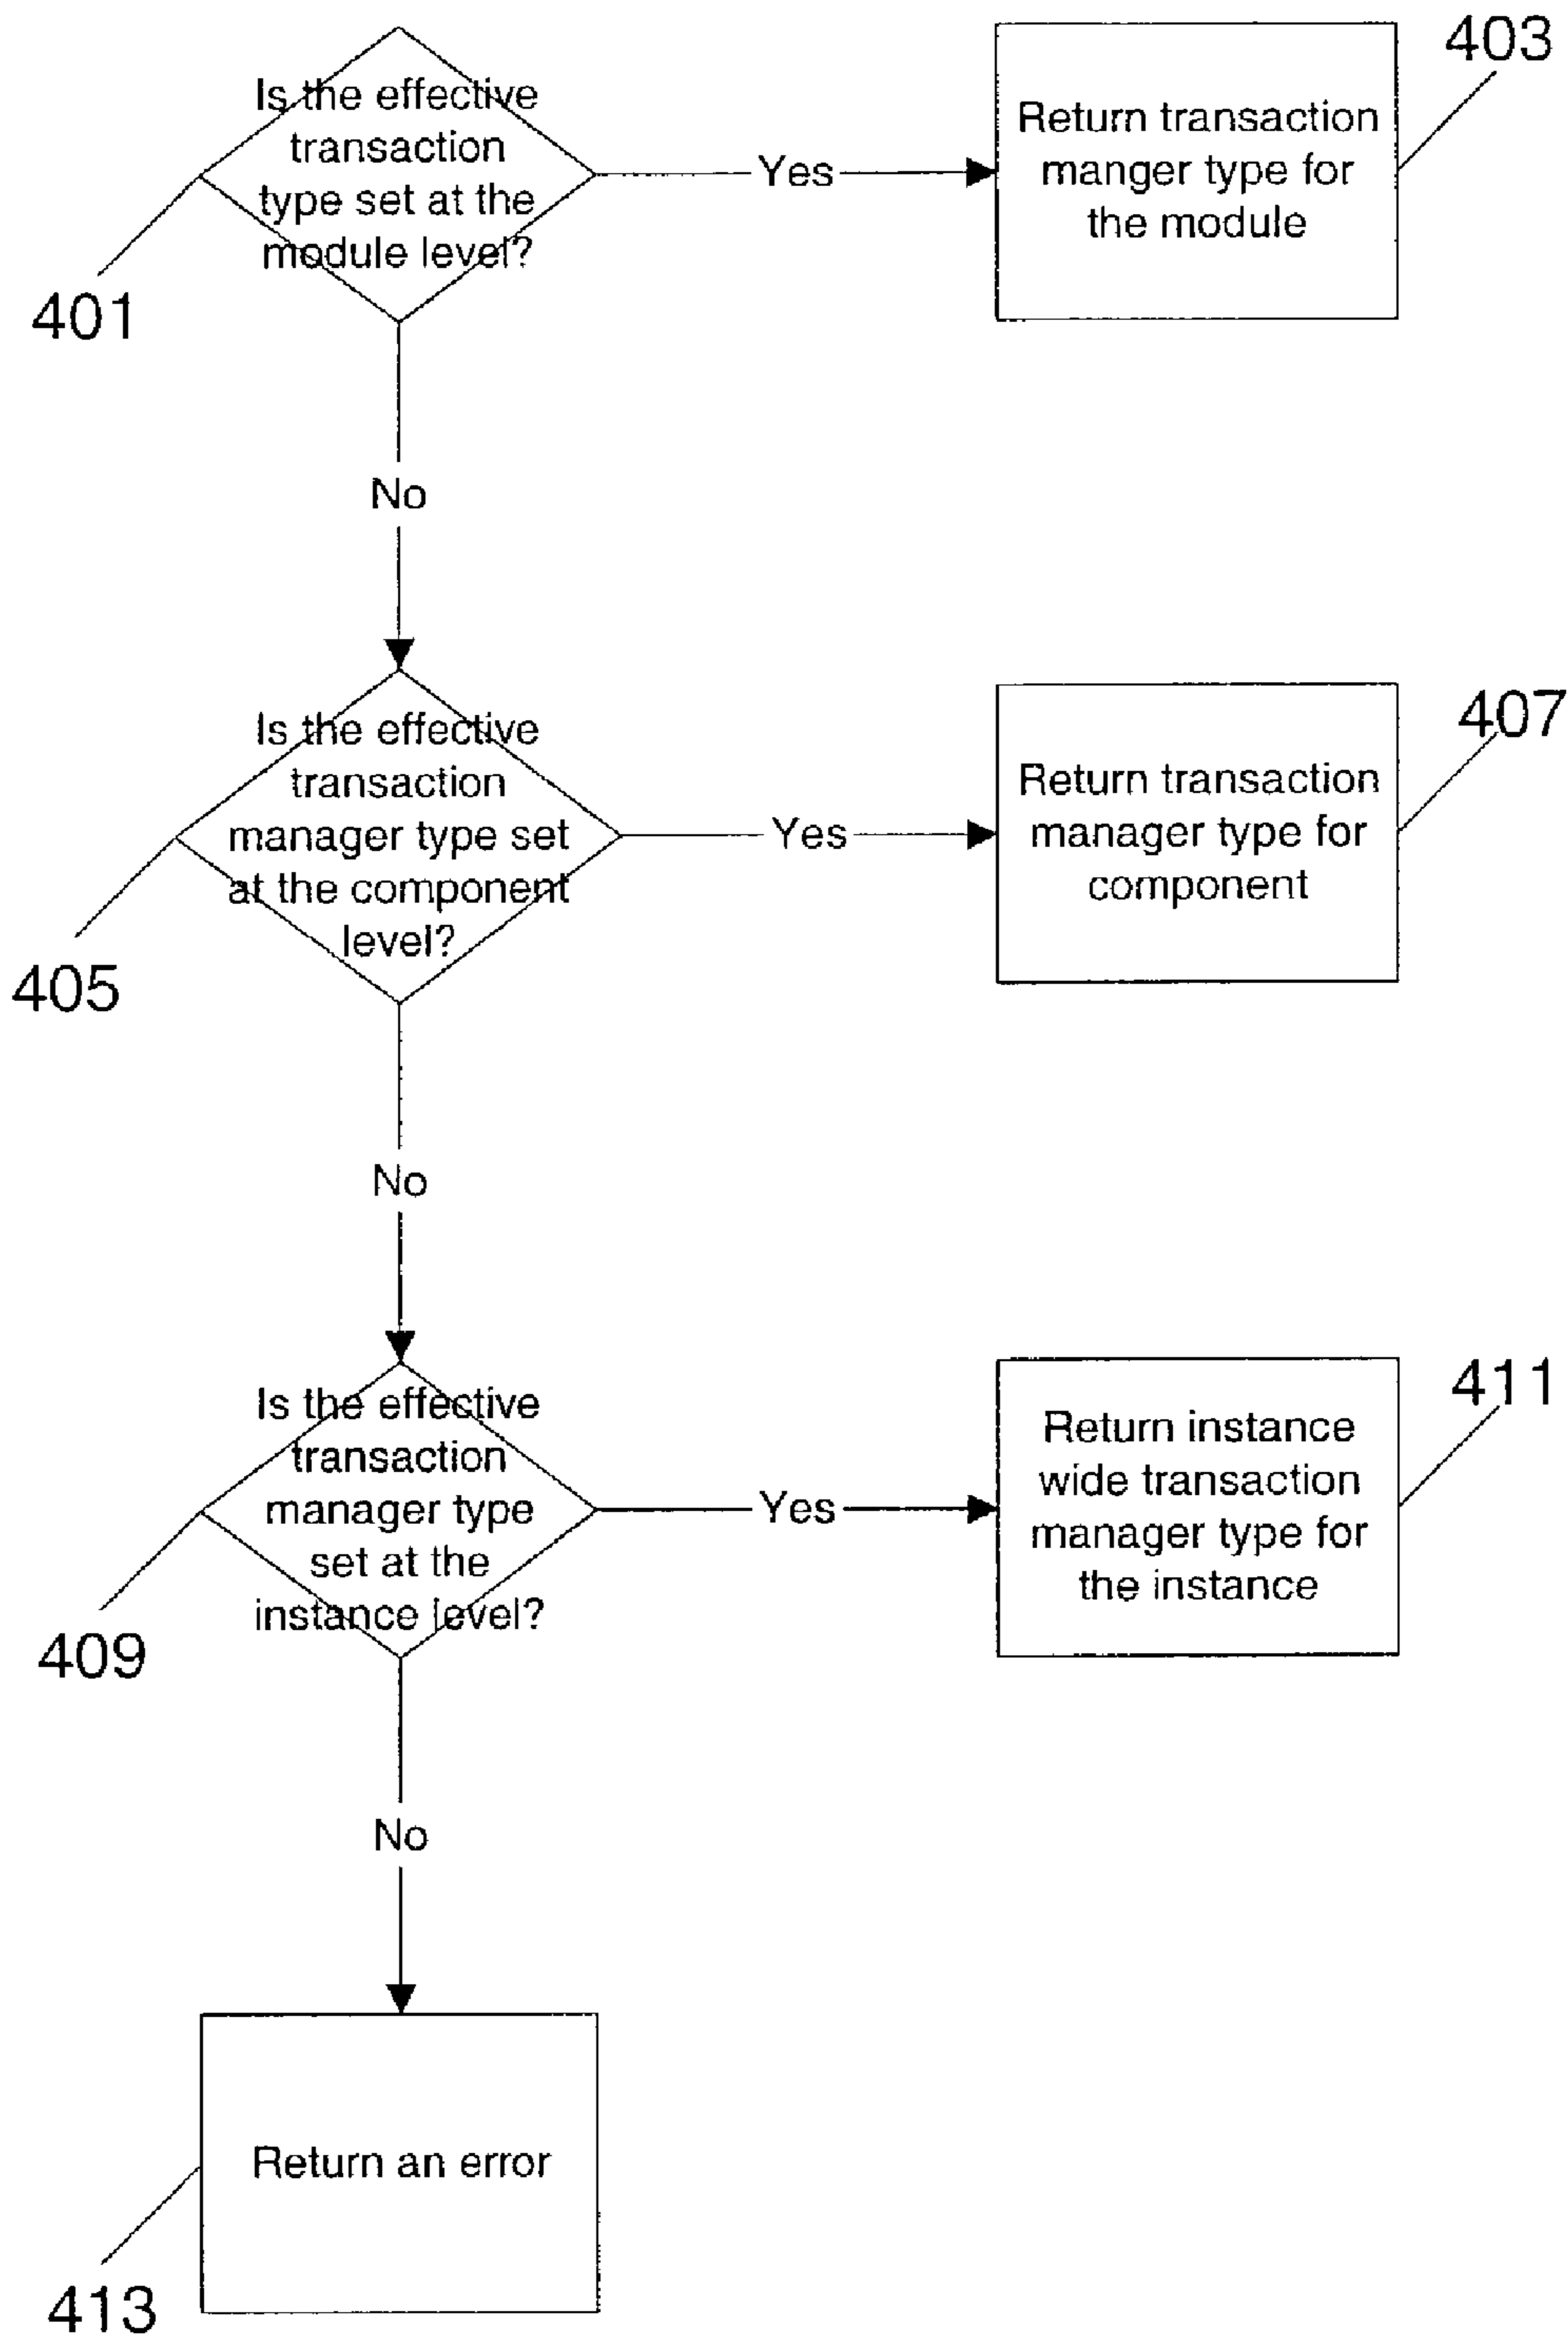 Is the effective
transaction
type set at the
module level?
401
Yes
Return transaction
manger type for
the module
403
No
Is the effective
transaction
manager type set
at the component
level?
405
Yes
Return transaction
manager type for
component
407
No
Is the effective
transaction
manager type
set at the
instance level?
409
Yes
Return instance
wide transaction
manager type for
the instance
411
No
Return an error
413